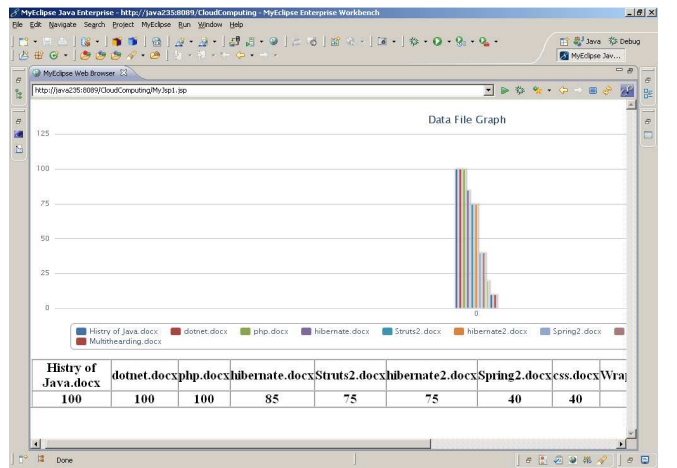 MyEclipse Java Enterprise - http://java235:8089/CloudComputing - MyEclipse Enterprise Workbench
File Edit Navigate Search Project MyEclipse Run Window Help
Java Debug
MyEclipse Jav...
MyEclipse Web Browser
http://java235:8089/CloudComputing/MyJsp1.jsp
Data File Graph
125
100
75
50
25
0
0
Histry of Java.docx dotnet.docx php.docx hibernate.docx Struts2.docx hibernate2.docx Spring2.docx
Multithearding.docx
Histry of Java.docx dotnet.docx php.docx hibernate.docx Struts2.docx hibernate2.docx Spring2.docx css.docx Wrap
100 100 100 85 75 75 40 40
Done